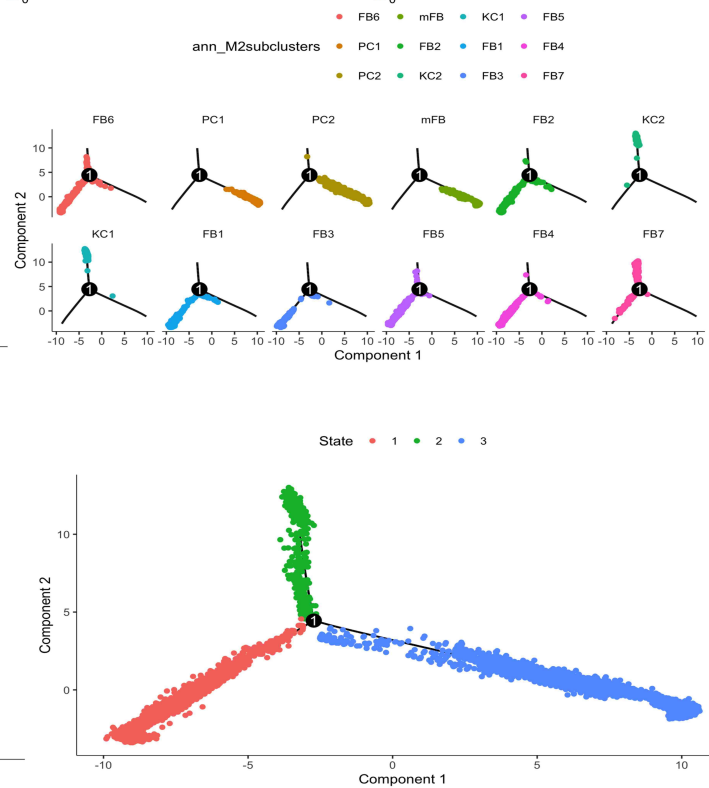 FB6 mFB KC1 FB5
ann_M2subclusters PC1 FB2 FB1 FB4
PC2 KC2 FB3 FB7
FB6 PC1 PC2 mFB FB2 KC2
10
5
0
1 1 1 1 1 1
Component 2
KC1 FB1 FB3 FB5 FB4 FB7
10
5
0
1 1 1 1 1 1
-10 -5 0 5 10 -10 -5 0 5 10 -10 -5 0 5 10 -10 -5 0 5 10 -10 -5 0 5 10 -10 -5 0 5 10
Component 1
State 1 2 3
10
5
0
Component 2
1
-10 -5 0 5 10
Component 1